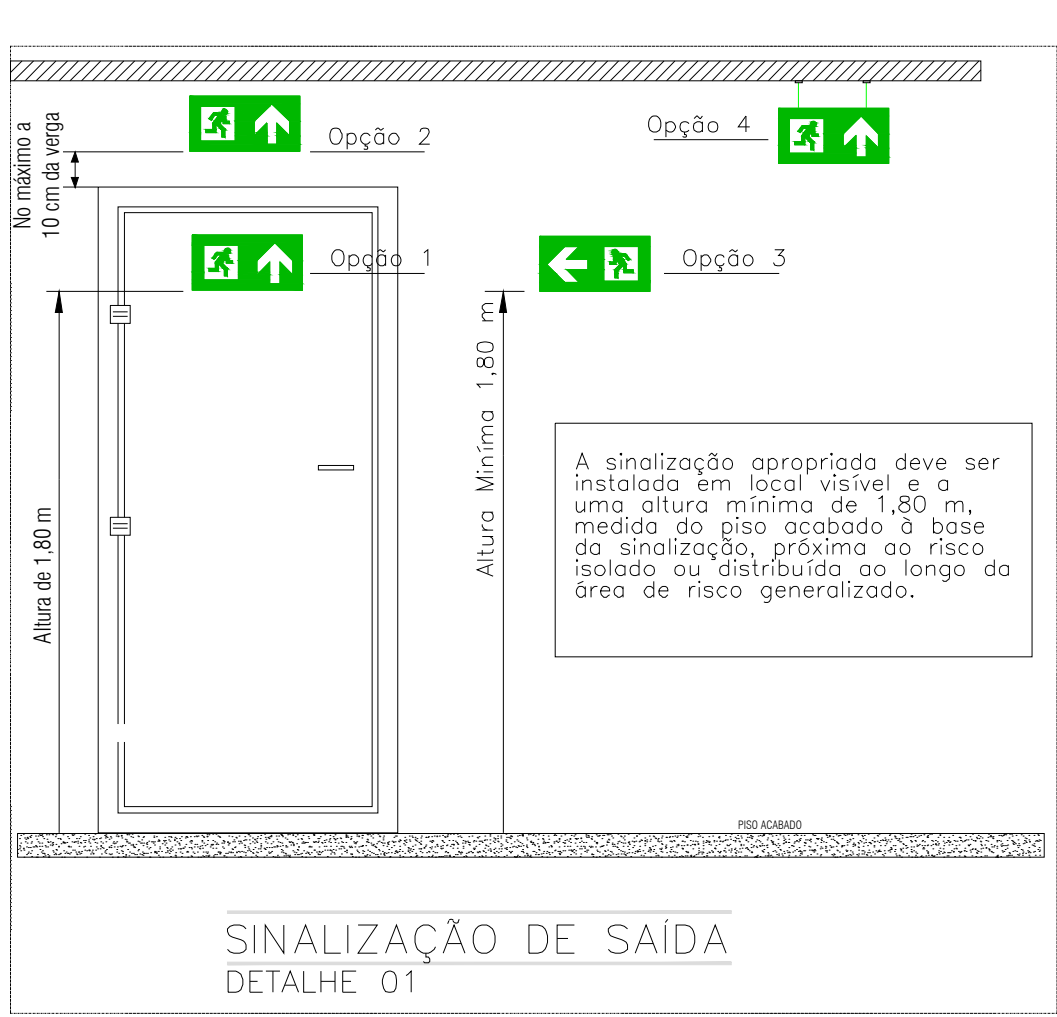 No máximo a
10 cm da verga
Opção 2
Opção 4
Opção 1
Opção 3
Altura de 1,80 m
Altura Miníma 1,80 m
A sinalização apropriada deve ser
instalada em local visível e a
uma altura mínima de 1,80 m,
medida do piso acabado à base
da sinalização, próxima ao risco
isolado ou distribuída ao longo da
área de risco generalizado.
PISO ACABADO
SINALIZAÇÃO DE SAÍDA
DETALHE 01